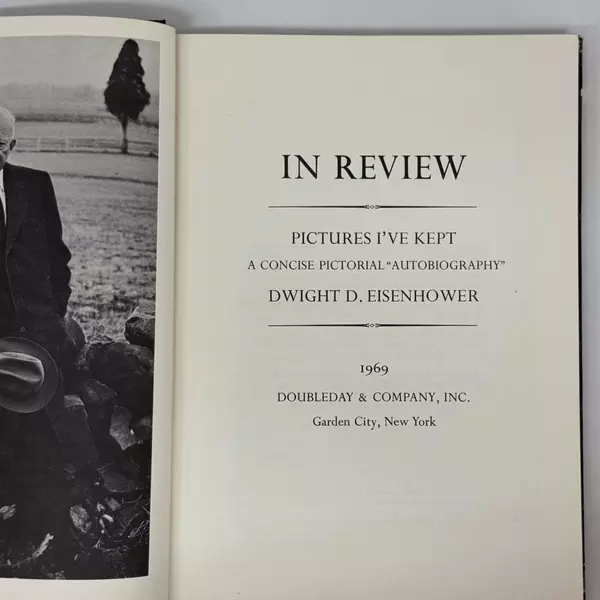 IN REVIEW
PICTURES I'VE KEPT
A CONCISE PICTORIAL "AUTOBIOGRAPHY"
DWIGHT D. EISENHOWER
1969
DOUBLEDAY & COMPANY, INC.
Garden City, New York